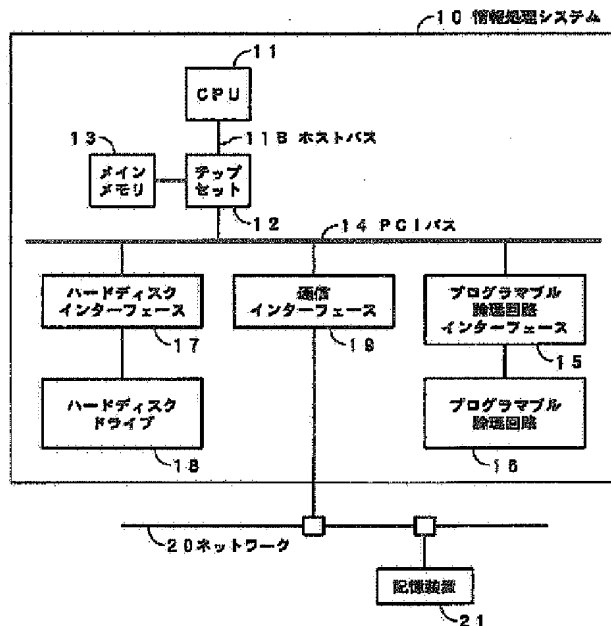 10 情報処理システム
11
CPU
11B ホストバス
13
メイン
メモリ
チップ
セット
12
14 PCIバス
ハードディスク
インターフェース
17
通信
インターフェース
19
プログラマブル
論理回路
インターフェース
15
ハードディスク
ドライブ
18
プログラマブル
論理回路
16
20ネットワーク
記憶装置
21